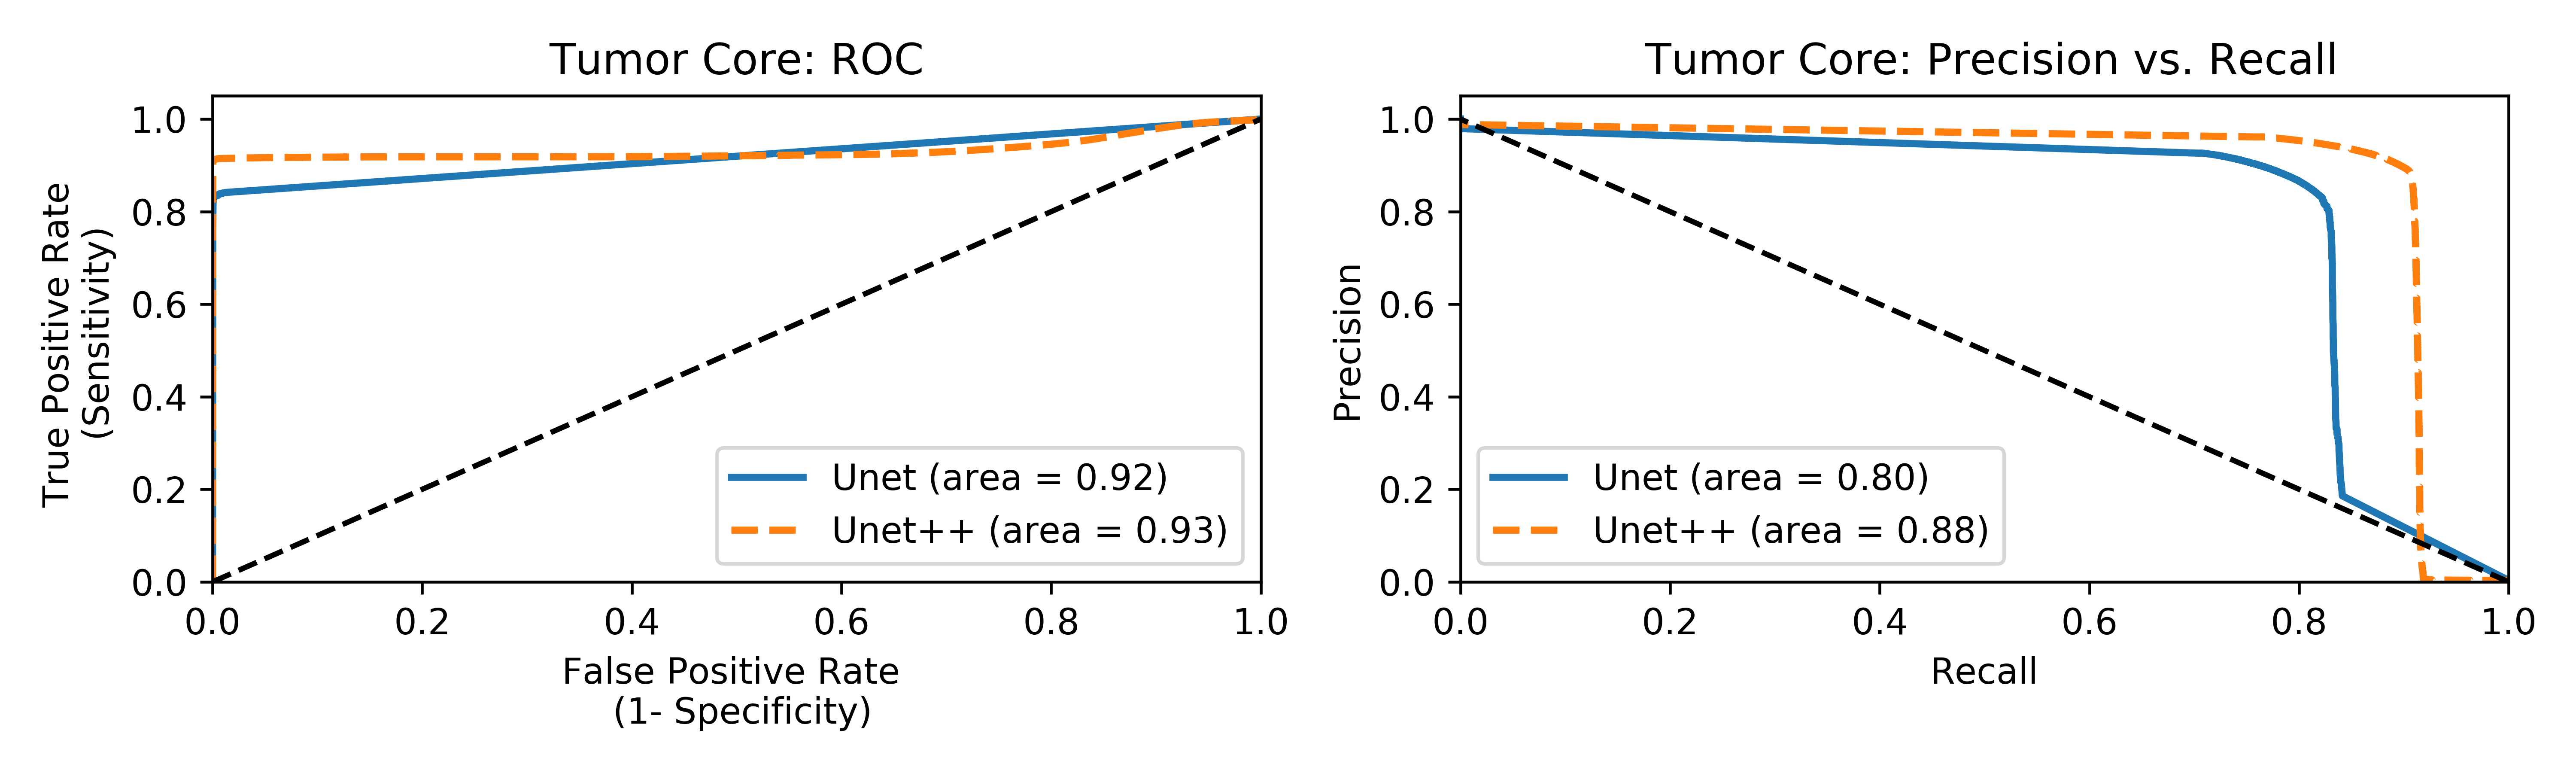 Tumor Core: ROC
True Positive Rate
(Sensitivity)
1.0
0.8
0.6
0.4
0.2
0.0
Unet (area = 0.92)
Unet++ (area = 0.93)
0.0 0.2 0.4 0.6 0.8 1.0
False Positive Rate
(1- Specificity)
Tumor Core: Precision vs. Recall
Precision
1.0
0.8
0.6
0.4
0.2
0.0
Unet (area = 0.80)
Unet++ (area = 0.88)
0.0 0.2 0.4 0.6 0.8 1.0
Recall